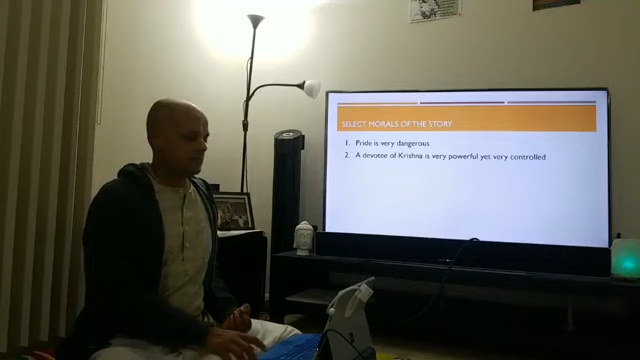 SELECT MORALS OF THE STORY
1. Pride is very dangerous
2. A devotee of Krishna is very powerful yet very controlled